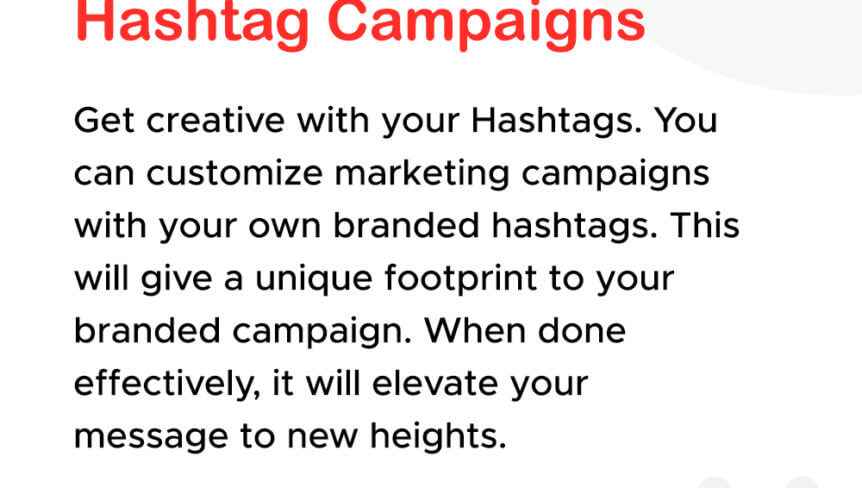 Hashtag Campaigns
Get creative with your Hashtags. You
can customize marketing campaigns
with your own branded hashtags. This
will give a unique footprint to your
branded campaign. When done
effectively, it will elevate your
message to new heights.